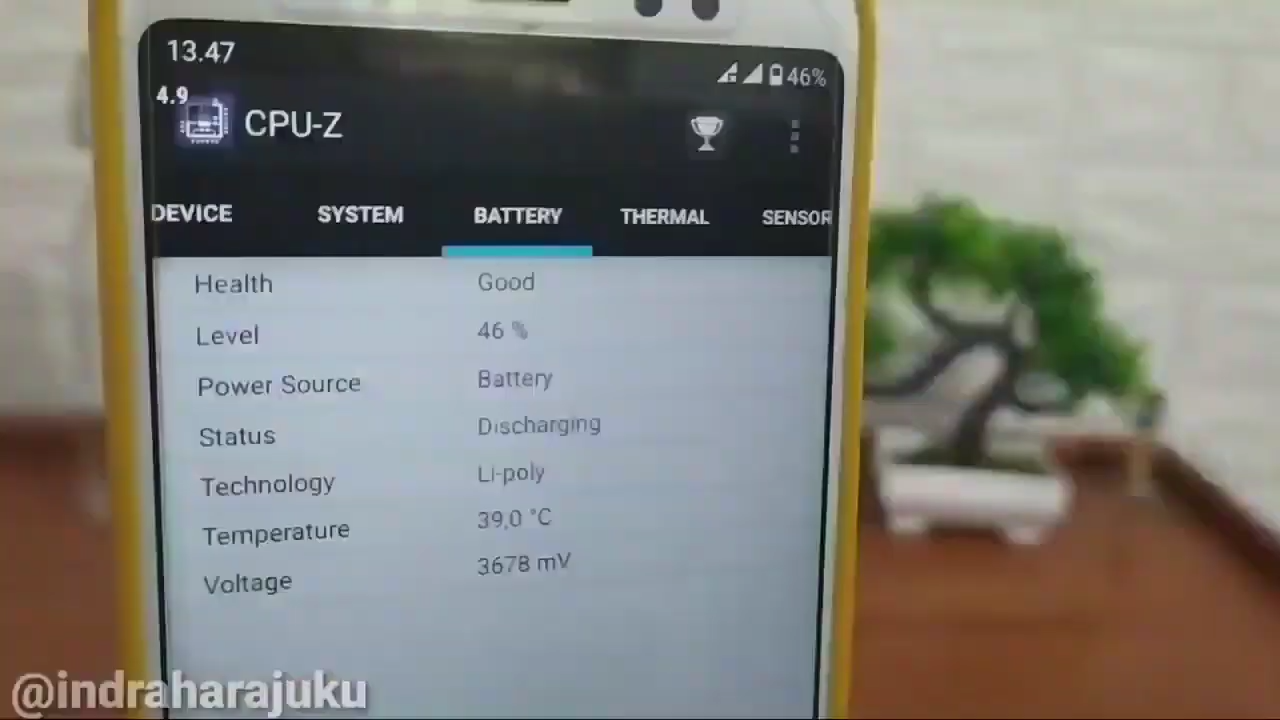 13.47
46%
4.9
CPU-Z
DEVICE SYSTEM BATTERY THERMAL SENSOR
Health Good
Level 46 %
Power Source Battery
Status Discharging
Technology Li-poly
Temperature 39,0 °C
Voltage 3678 mV
@indraharajuku